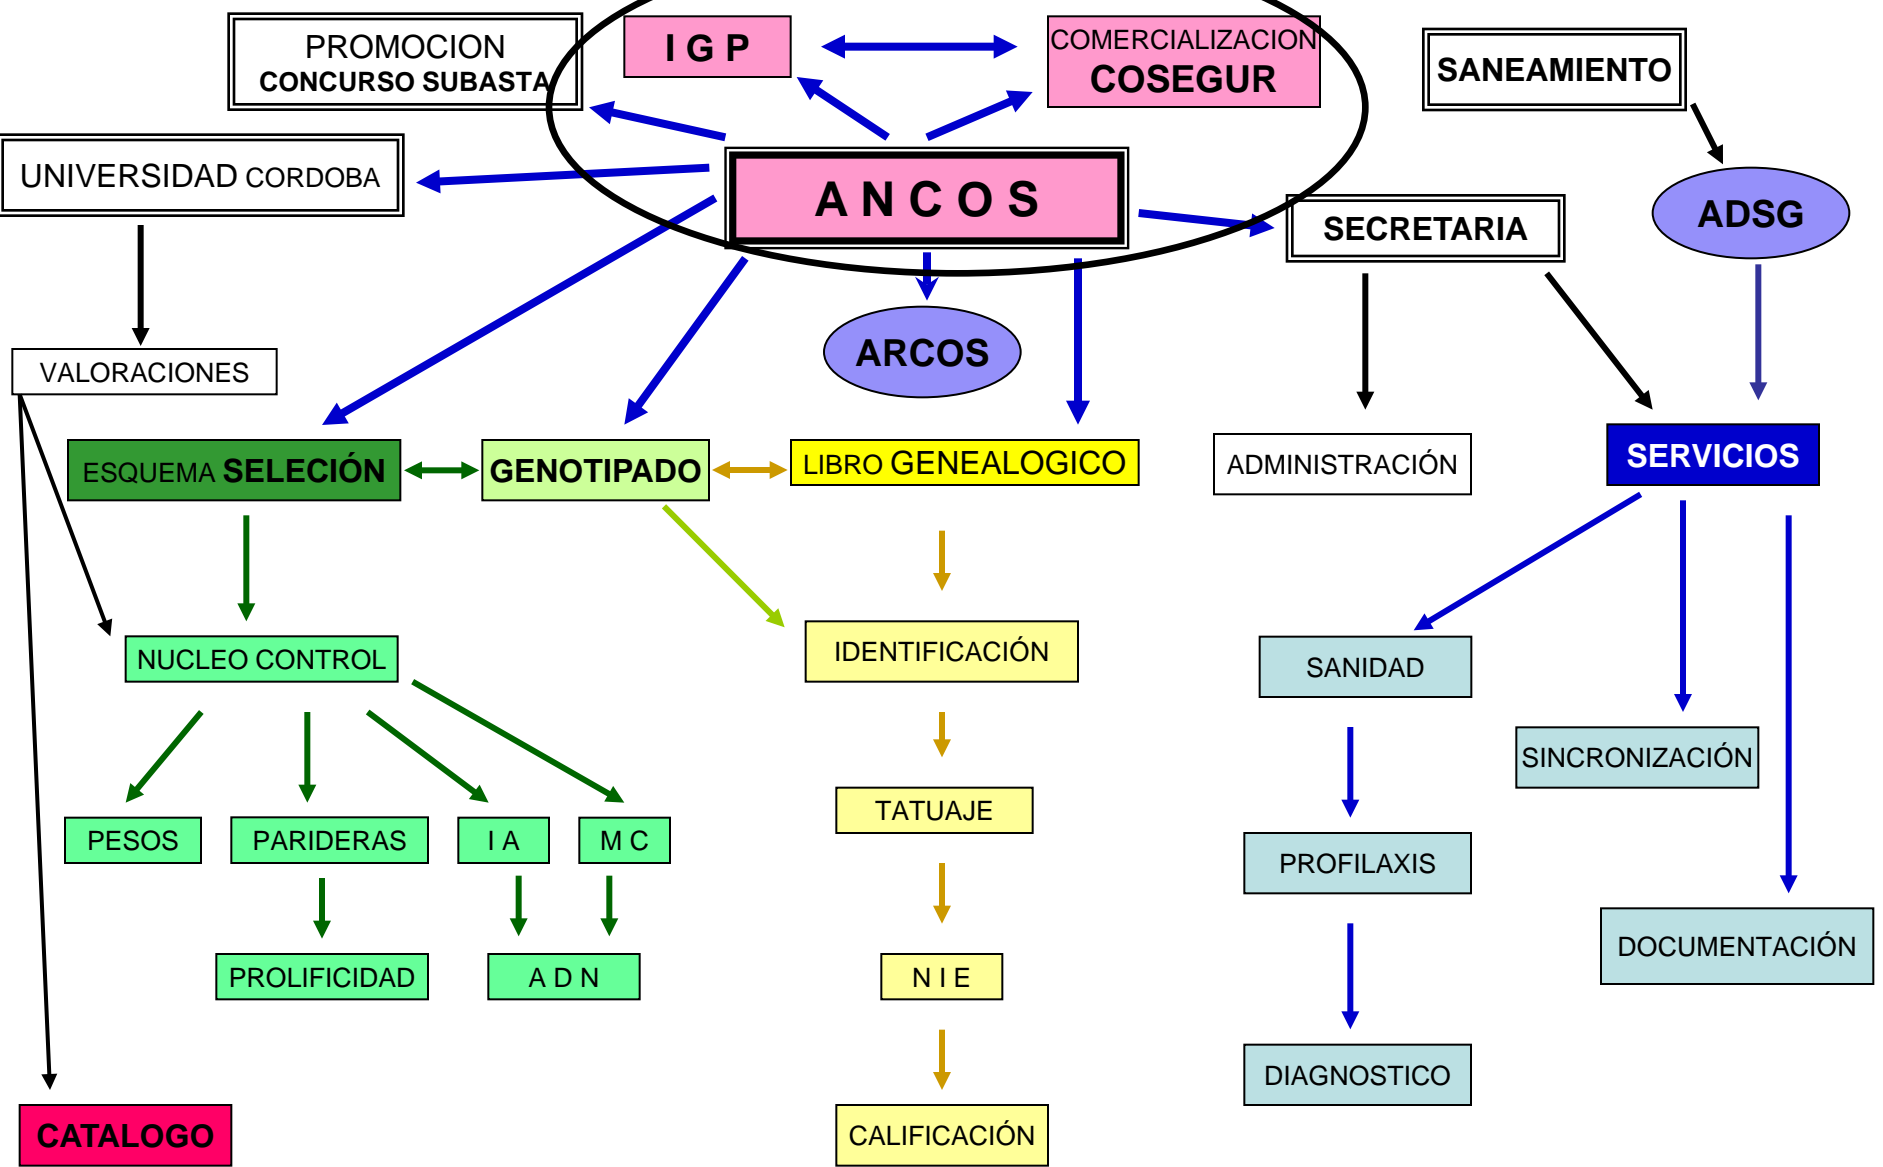 PROMOCION
CONCURSO SUBASTA
I G P
COMERCIALIZACION
COSEGUR
SANEAMIENTO
UNIVERSIDAD CORDOBA
A N C O S
SECRETARIA
ADSG
VALORACIONES
ARCOS
ESQUEMA SELECIÓN
GENOTIPADO
LIBRO GENEALOGICO
ADMINISTRACIÓN
SERVICIOS
NUCLEO CONTROL
IDENTIFICACIÓN
SANIDAD
SINCRONIZACIÓN
PESOS
PARIDERAS
I A
M C
TATUAJE
PROFILAXIS
DOCUMENTACIÓN
PROLIFICIDAD
A D N
N I E
DIAGNOSTICO
CATALOGO
CALIFICACIÓN